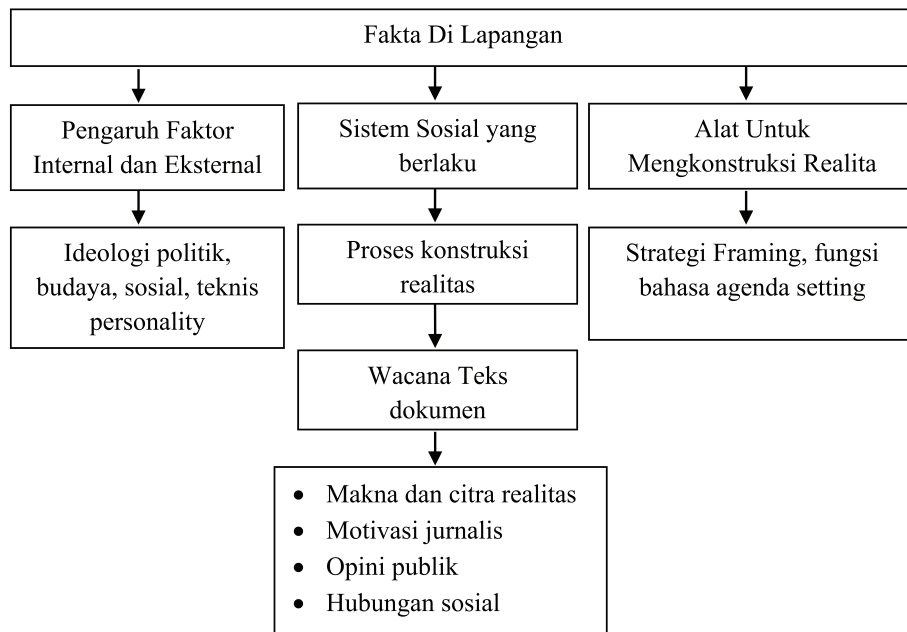 Fakta Di Lapangan
Pengaruh Faktor
Internal dan Eksternal
Sistem Sosial yang
berlaku
Alat Untuk
Mengkonstruksi Realita
Ideologi politik,
budaya, sosial, teknis
personality
Proses konstruksi
realitas
Strategi Framing, fungsi
bahasa agenda setting
Wacana Teks
dokumen
• Makna dan citra realitas
• Motivasi jurnalis
• Opini publik
• Hubungan sosial